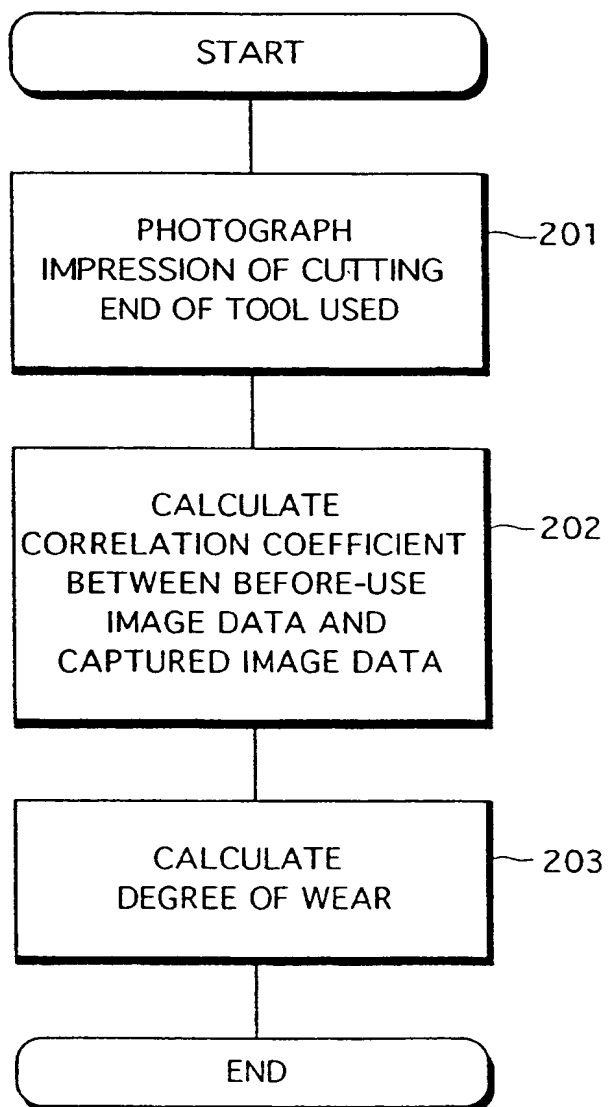 START
PHOTOGRAPH
IMPRESSION OF CUTTING
END OF TOOL USED
201
CALCULATE
CORRELATION COEFFICIENT
BETWEEN BEFORE-USE
IMAGE DATA AND
CAPTURED IMAGE DATA
202
CALCULATE
DEGREE OF WEAR
203
END